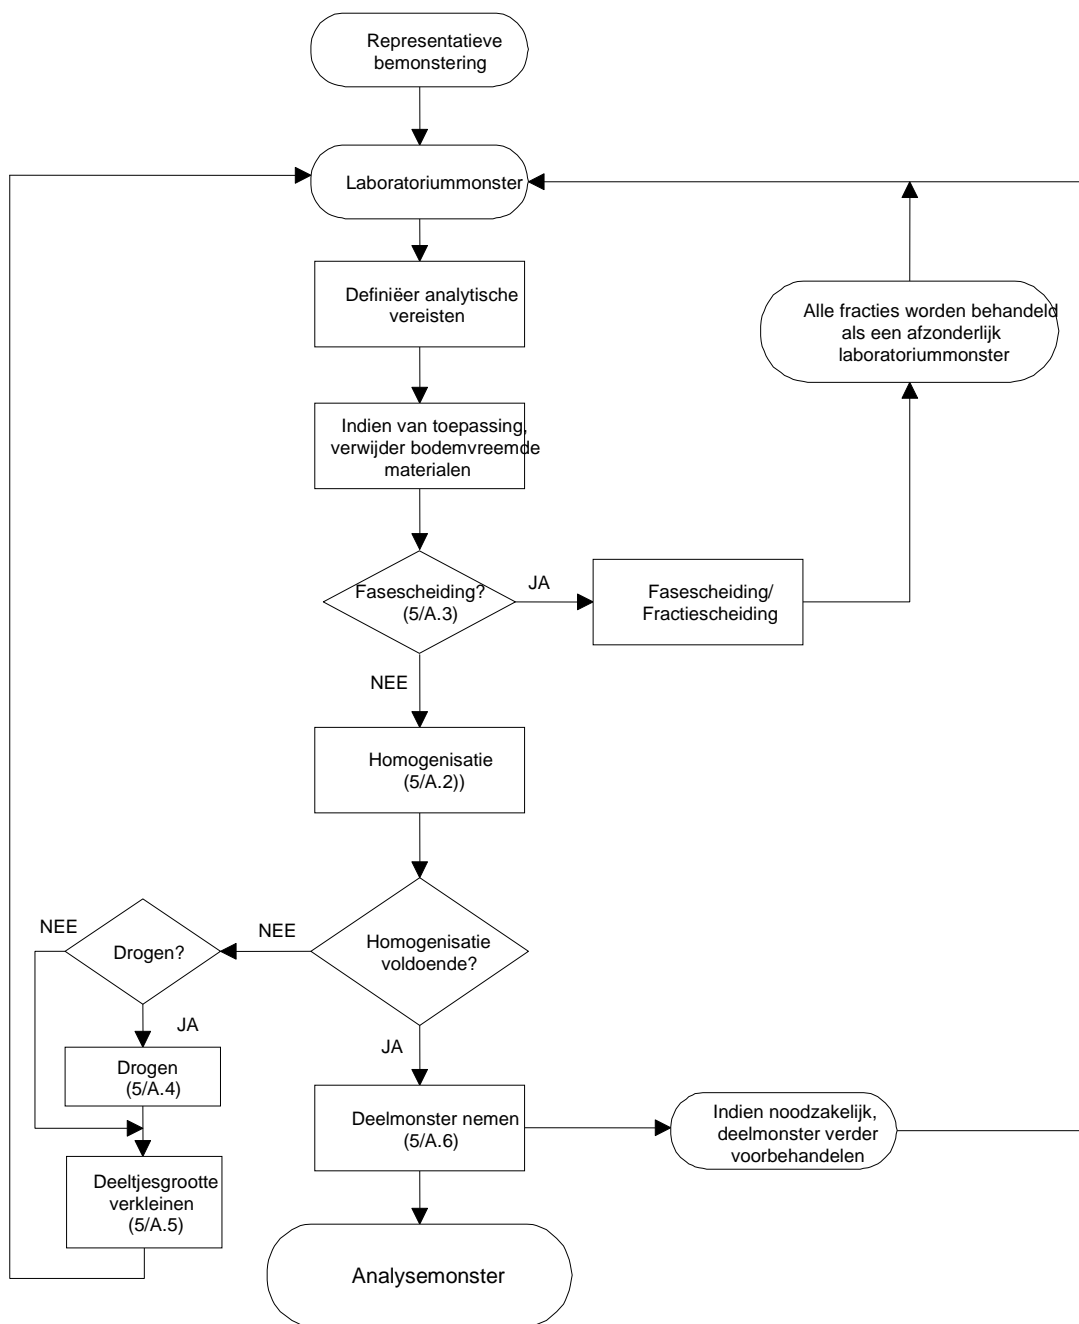 Representatieve
bemonstering
Laboratoriummonster
Definiëer analytische
vereisten
Alle fracties worden behandeld
als een afzonderlijk
laboratoriummonster
Indien van toepassing,
verwijder bodemvreemde
materialen
Fasescheiding?
(5/A.3)
JA
Fasescheiding/
Fractiescheiding
NEE
Homogenisatie
(5/A.2))
Homogenisatie
voldoende?
NEE
Drogen?
NEE
JA
Drogen
(5/A.4)
Deeltjesgrootte
verkleinen
(5/A.5)
JA
Deelmonster nemen
(5/A.6)
Indien noodzakelijk,
deelmonster verder
voorbehandelen
Analysemonster